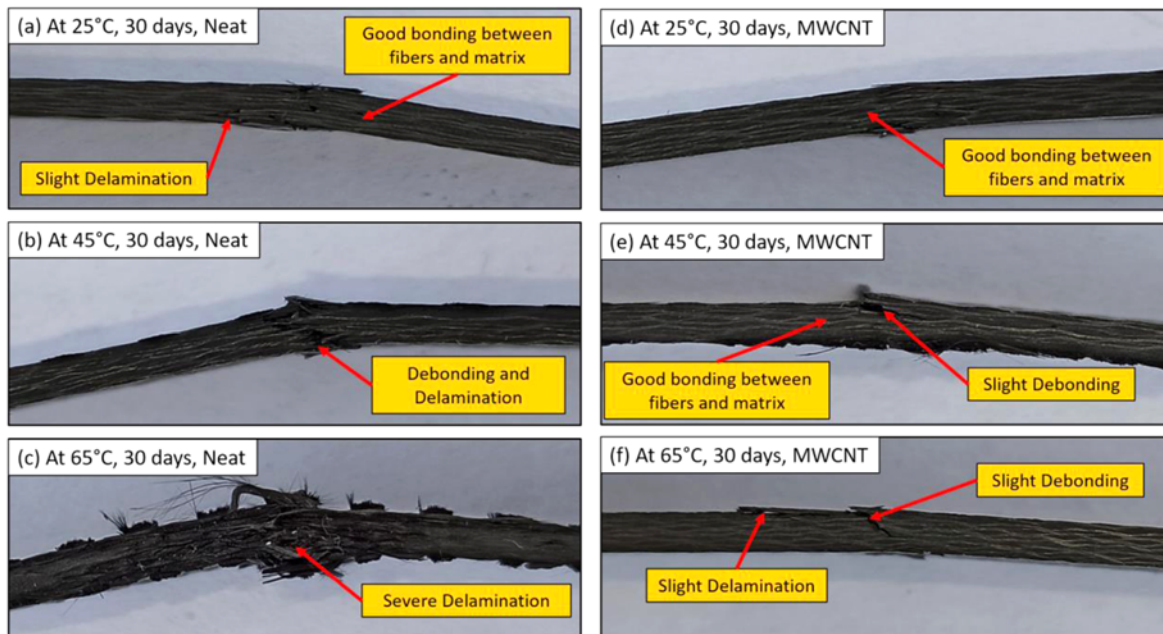 (a) At 25°C, 30 days, Neat
Good bonding between
fibers and matrix
Slight Delamination
(b) At 45°C, 30 days, Neat
Debonding and
Delamination
(c) At 65°C, 30 days, Neat
Severe Delamination
(d) At 25°C, 30 days, MWCNT
Good bonding between
fibers and matrix
(e) At 45°C, 30 days, MWCNT
Good bonding between
fibers and matrix
Slight Debonding
(f) At 65°C, 30 days, MWCNT
Slight Debonding
Slight Delamination